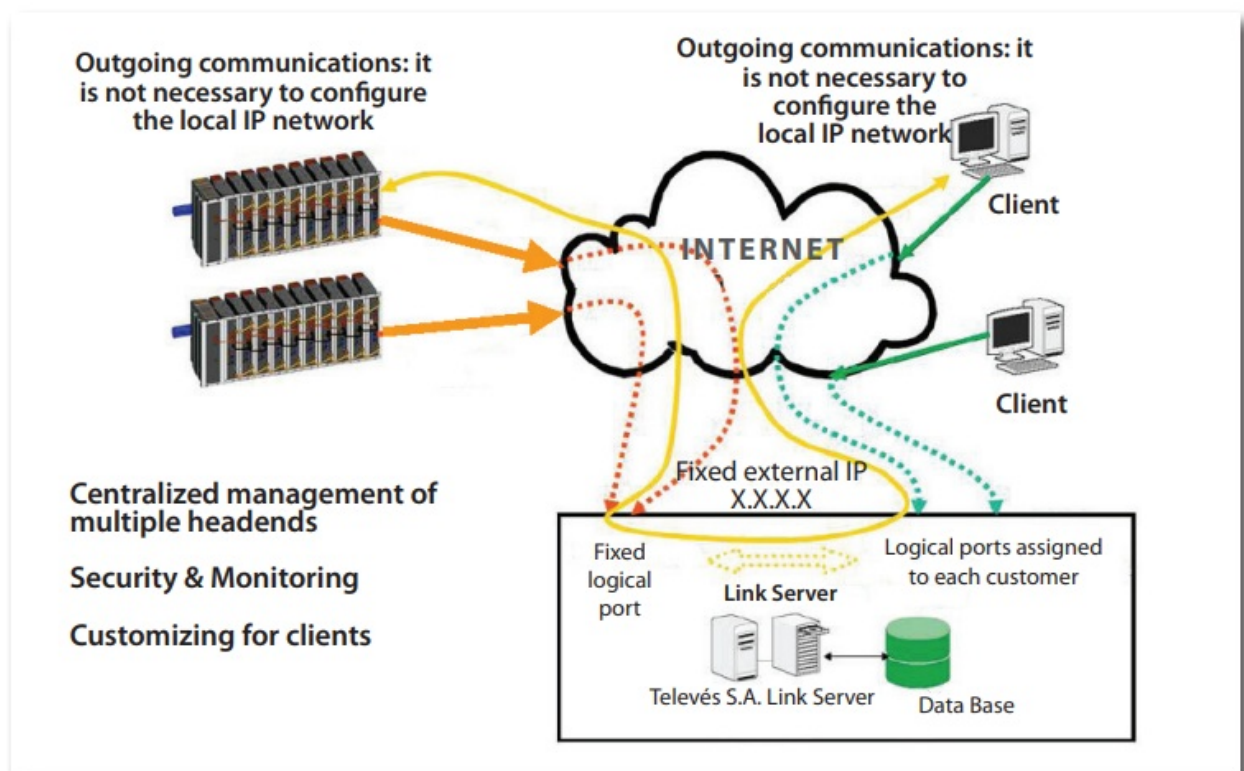 Outgoing communications: it
is not necessary to configure
the local IP network
Outgoing communications: it
is not necessary to
configure the
local IP network
Client
INTERNET
Client
Centralized management of
multiple headends
Security & Monitoring
Customizing for clients
Fixed external IP
X.X.X.X
Fixed
logical
port
Logical ports assigned
to each customer
Link Server
Televés S.A. Link Server
Data Base